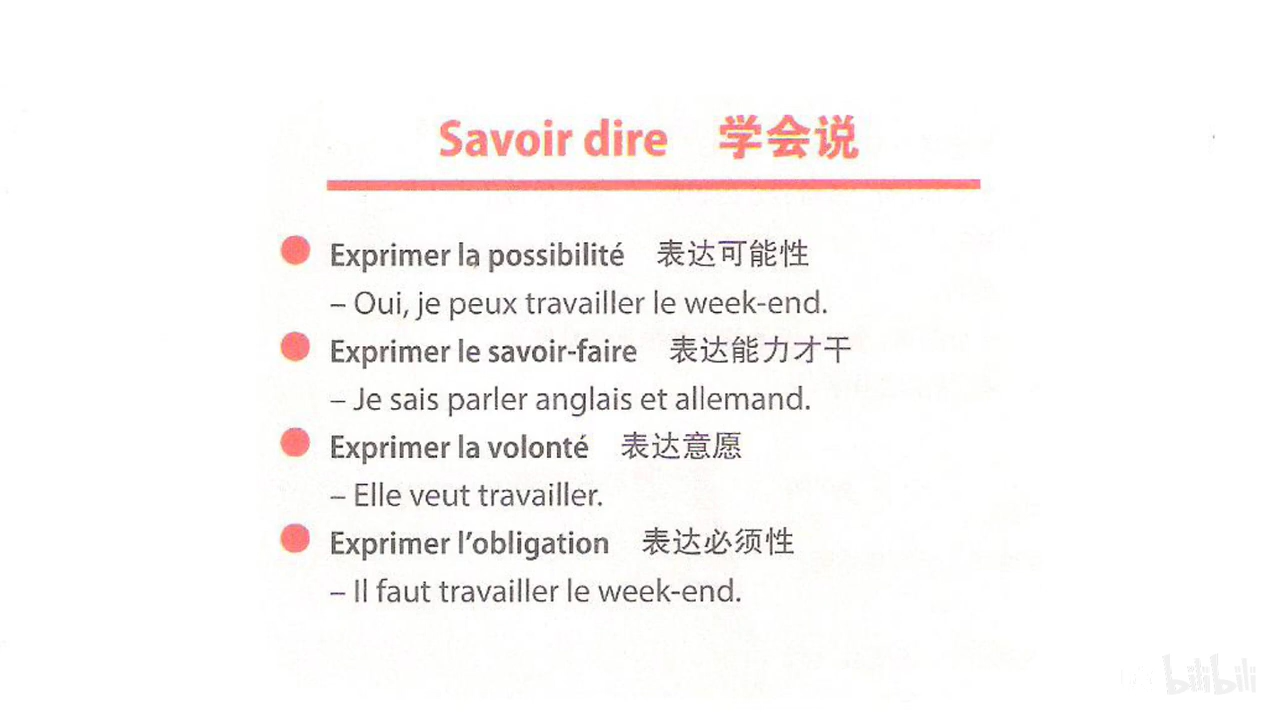 Savoir dire 学会说
Exprimer la possibilité 表达可能性
– Oui, je peux travailler le week-end.
Exprimer le savoir-faire 表达能力才干
– Je sais parler anglais et allemand.
Exprimer la volonté 表达意愿
– Elle veut travailler.
Exprimer l’obligation 表达必须性
– Il faut travailler le week-end.
bilibili